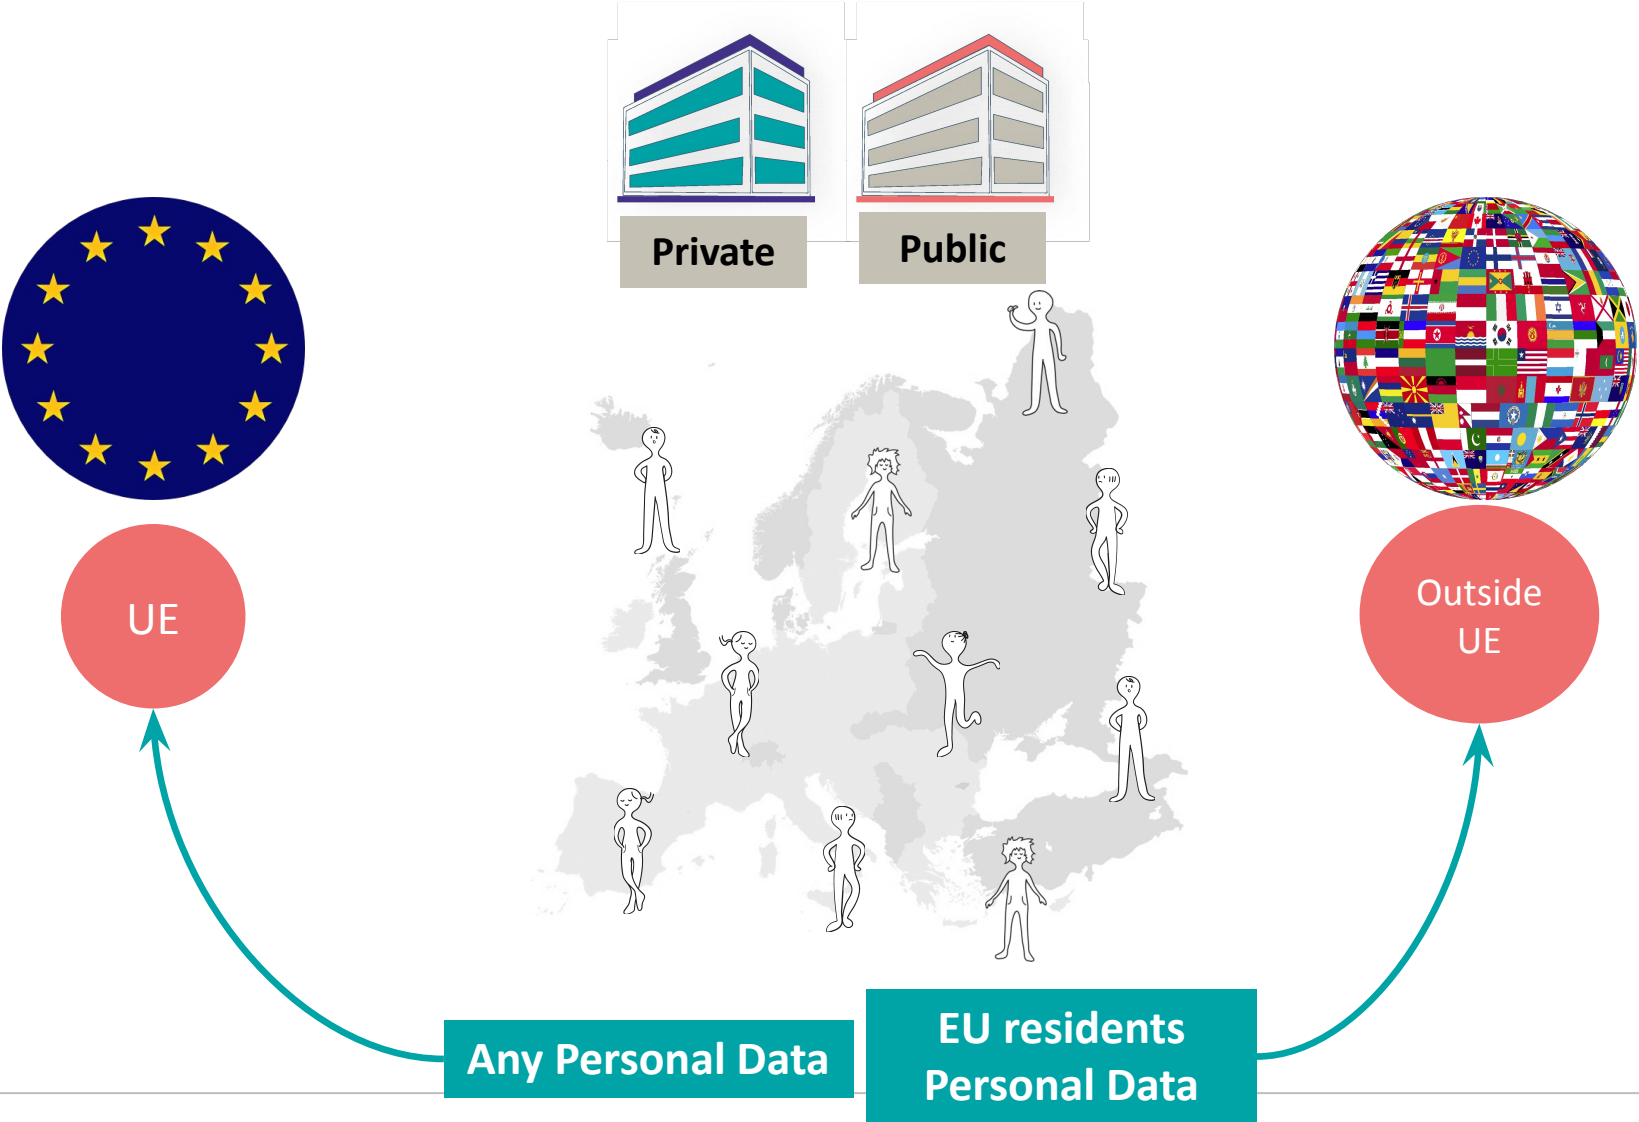 Private
Public
UE
Outside
UE
Any Personal Data
EU residents
Personal Data